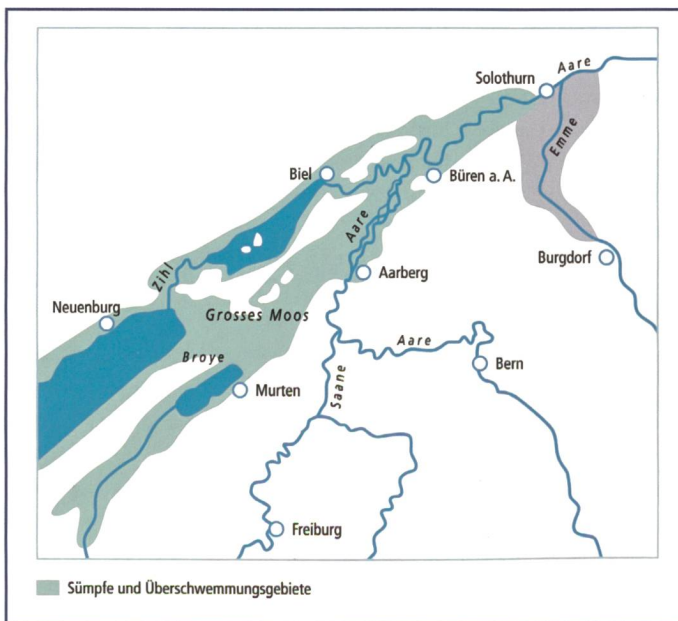 Aare
Solothurn
Emme
Biel
Büren a. A.
Aare
Zihl
Burgdorf
Aarberg
Neuenburg
Grosses Moos
Aare
Broye
Bern
Saane
Murten
Freiburg
Sümpfe und Überschwemmungsgebiete